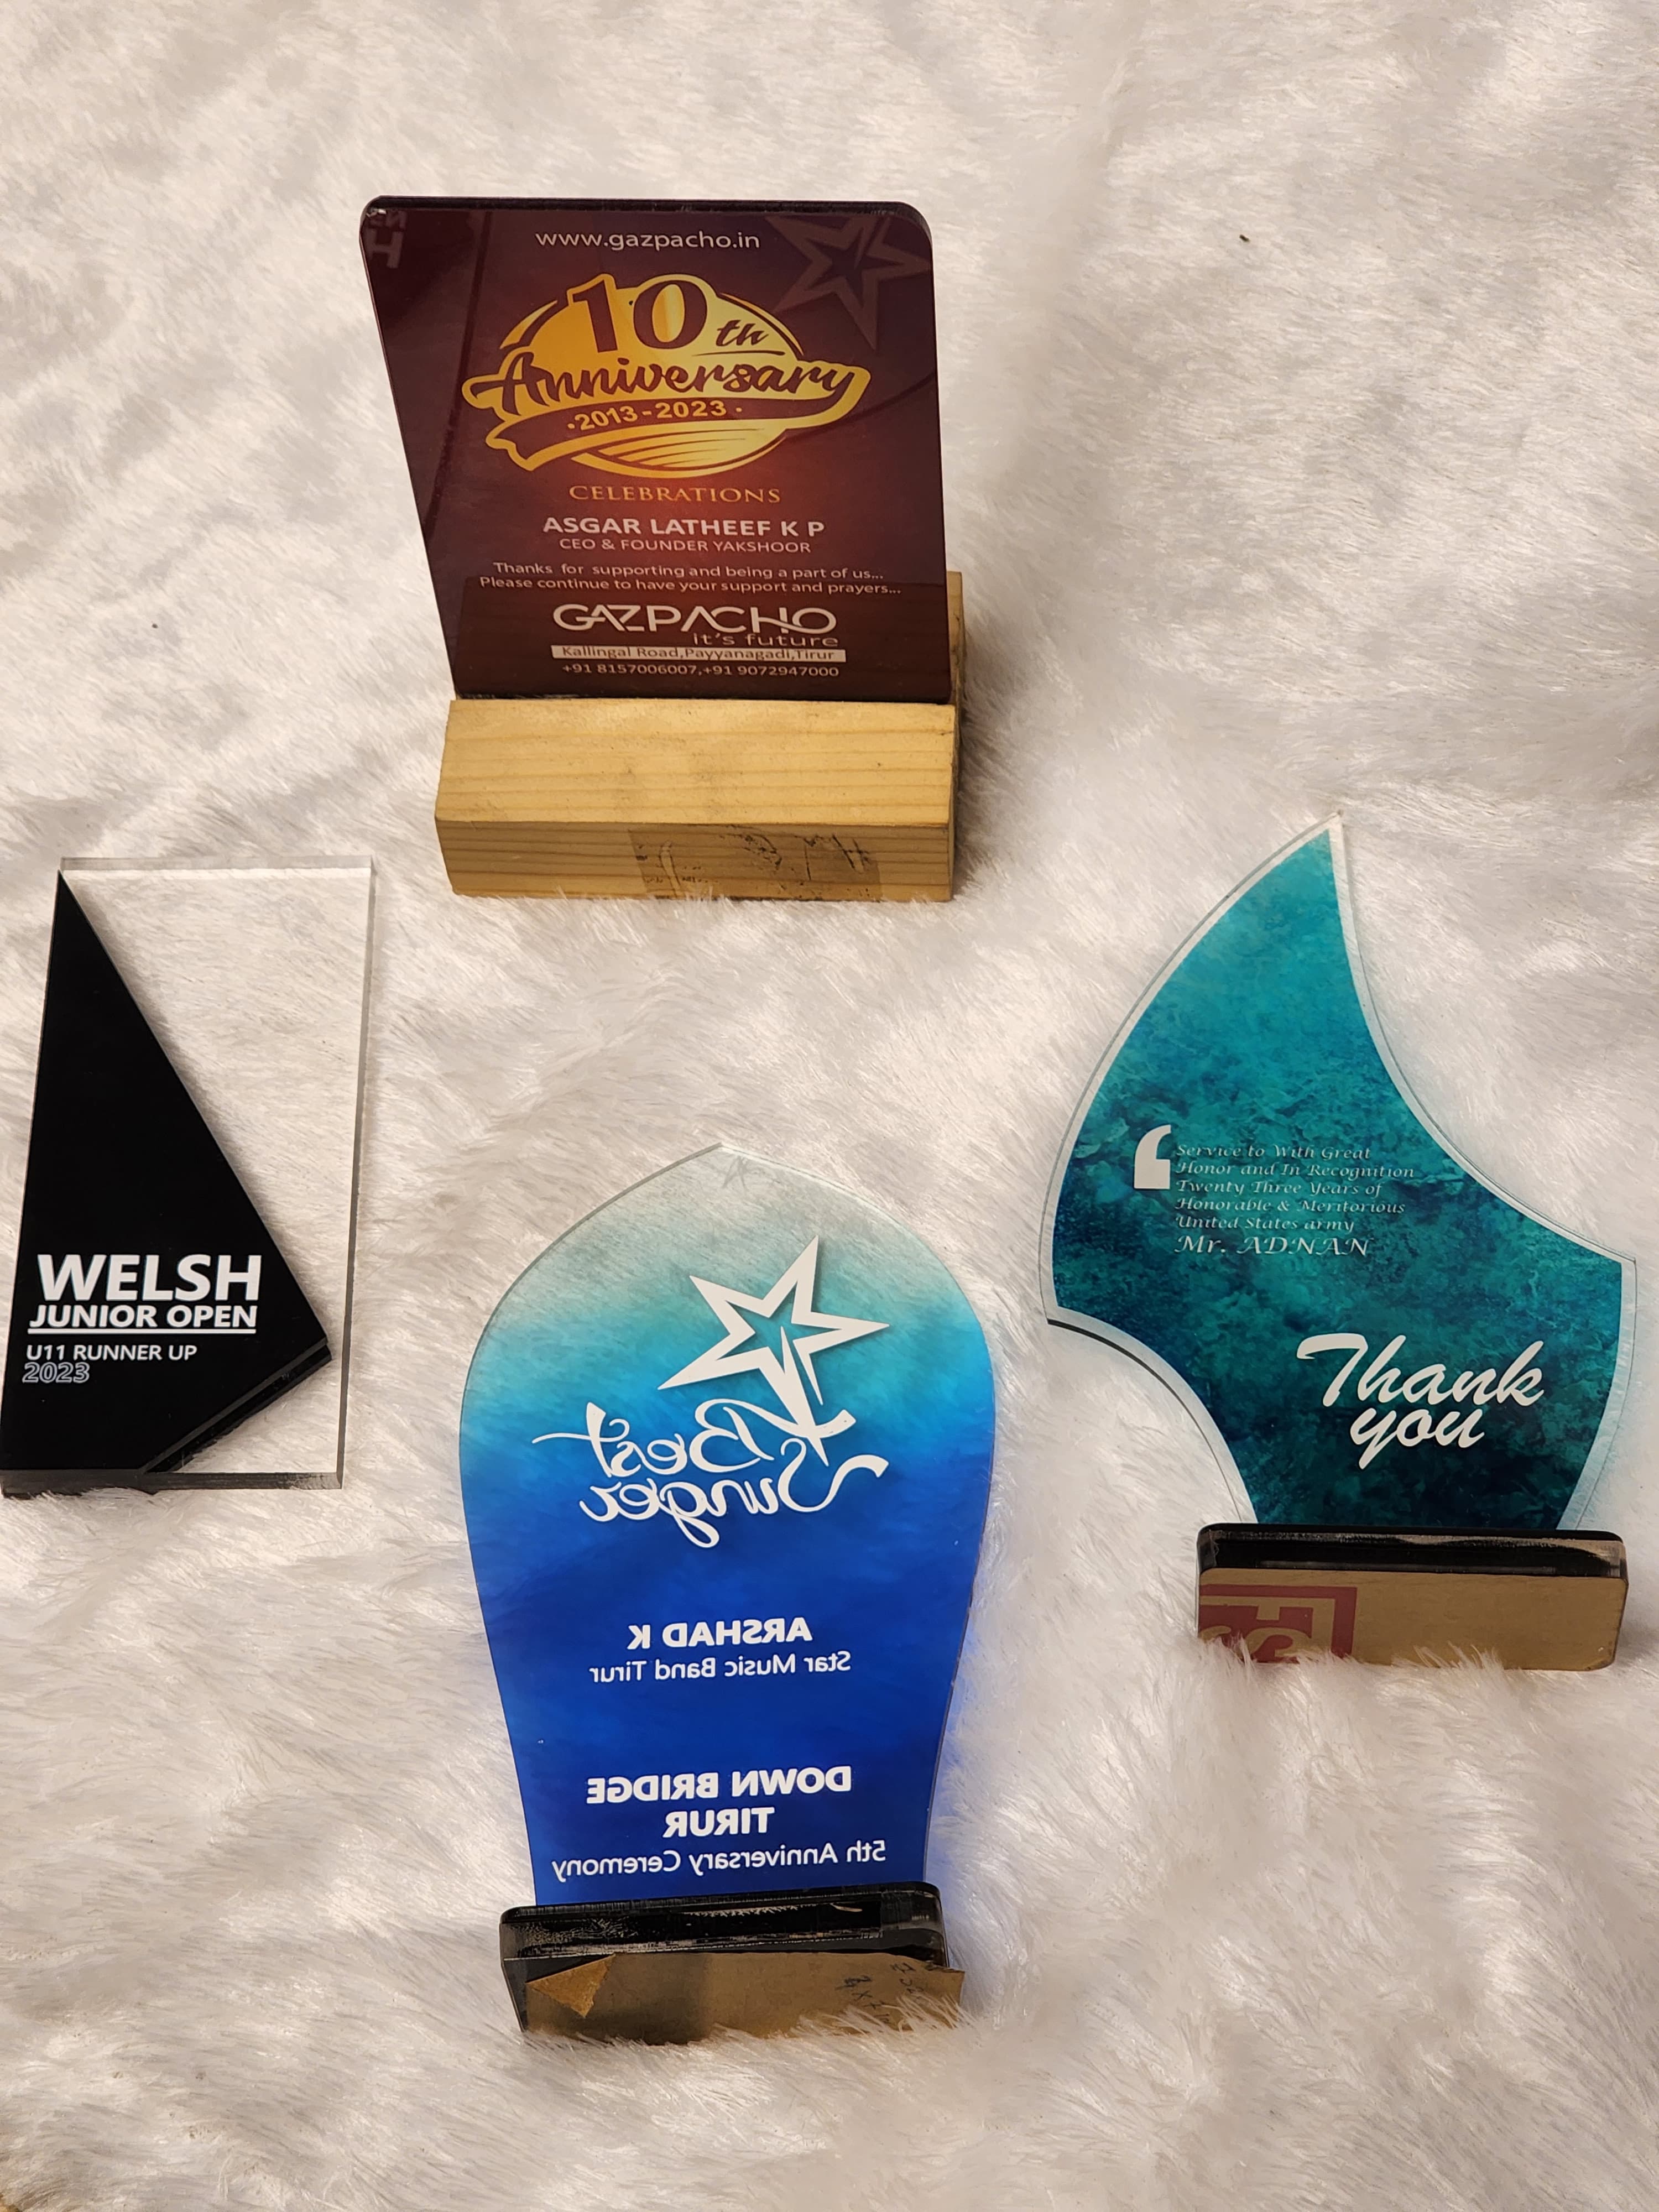 www.gazpacho.in
10th
Anniversary
·2013-2023·
CELEBRATIONS
ASGAR LATHEEF K P
CEO & FOUNDER YAKSHOOR
Thanks for supporting and being a part of us...
Please continue to have your support and prayers...
GAZPACHO
it's future
Kallingal Road,Payyanagadi,Tirur
+91 8157006007,+91 9072947000
WELSH
JUNIOR OPEN
U11 RUNNER UP
2023
Service to With Great
Honor and In Recognition
Twenty Three Years of
Honorable & Meritorious
United States army
Mr. ADNAN
Thank
you
Best
Singer
ARSHAD K
Star Music Band Tirur
DOWN BRIDGE
TIRUR
5th Anniversary Ceremony